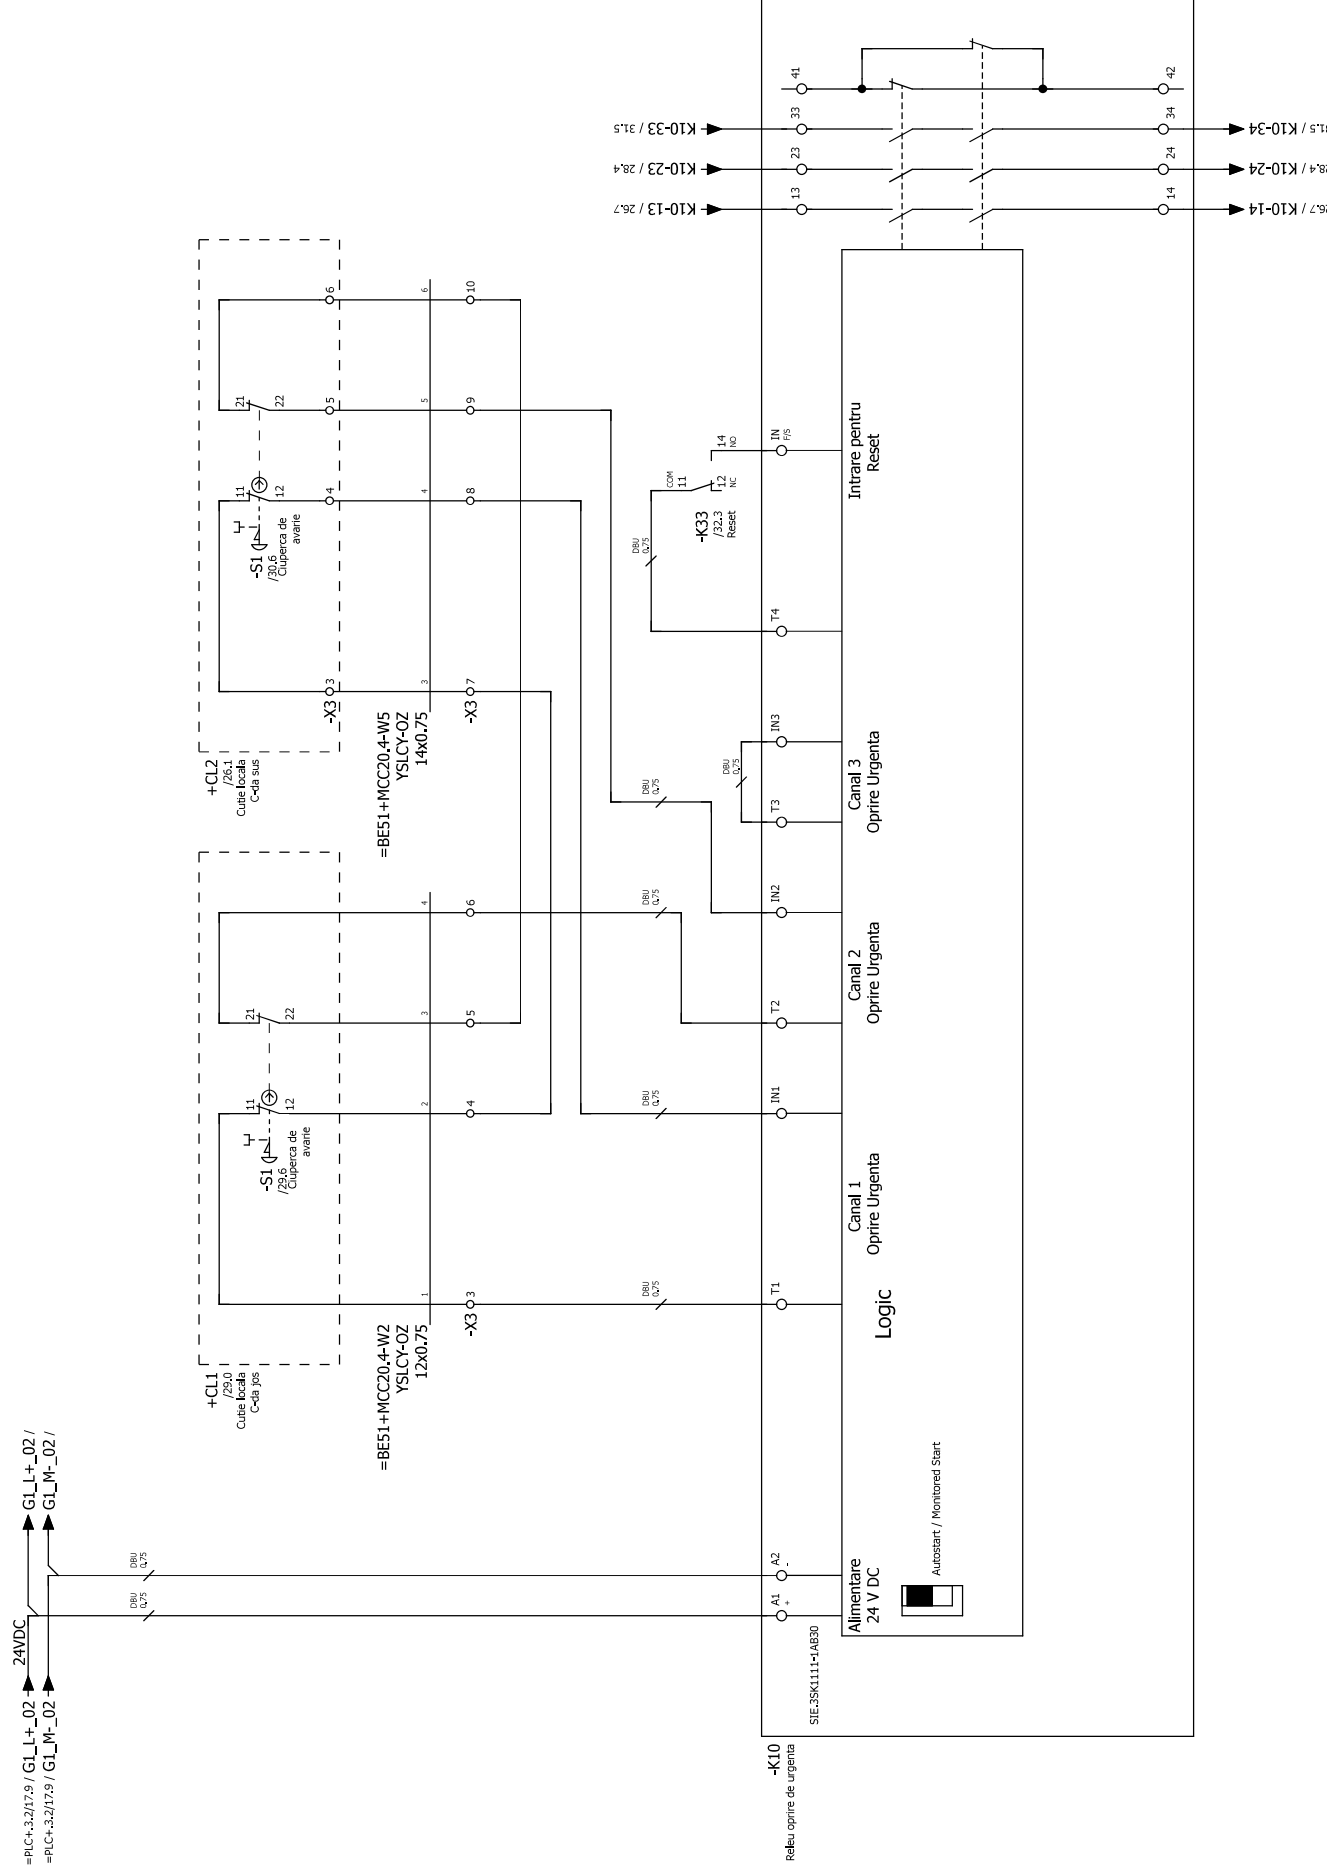 =PLC+.3.2/17.9 / G1_L+_02
=PLC+.3.2/17.9 / G1_M-_02
24VDC
G1_L+_02 /
G1_M-_02 /
DBU
0.75
DBU
0.75
+CL1
/29.0
Cutie locala
C-da jos
-S1
/29.6
Ciuperca de
avarie
11
12
21
22
=BE51+MCC20.4-W2
YSLCY-OZ
12x0.75
1
2
3
4
-X3
3
4
5
6
+CL2
/26.1
Cutie locala
C-da sus
-S1
/30.6
Ciuperca de
avarie
11
12
21
22
-X3
3
4
5
6
=BE51+MCC20.4-W5
YSLCY-OZ
14x0.75
3
4
5
6
-X3
7
8
9
10
DBU
0.75
DBU
0.75
DBU
0.75
DBU
0.75
DBU
0.75
DBU
0.75
-K33
/32.3
Reset
COM
11
12
NC
14
NO
-K10
Releu oprire de urgenta
SIE.3SK1111-1AB30
A1
+
A2
-
T1
IN1
T2
IN2
T3
IN3
T4
IN
F/S
Alimentare
24 V DC
Autostart / Monitored Start
Logic
Canal 1
Oprire Urgenta
Canal 2
Oprire Urgenta
Canal 3
Oprire Urgenta
Intrare pentru
Reset
26.7 / K10-13
28.4 / K10-23
31.5 / K10-33
13
23
33
41
14
24
34
42
26.7 / K10-14
28.4 / K10-24
31.5 / K10-34